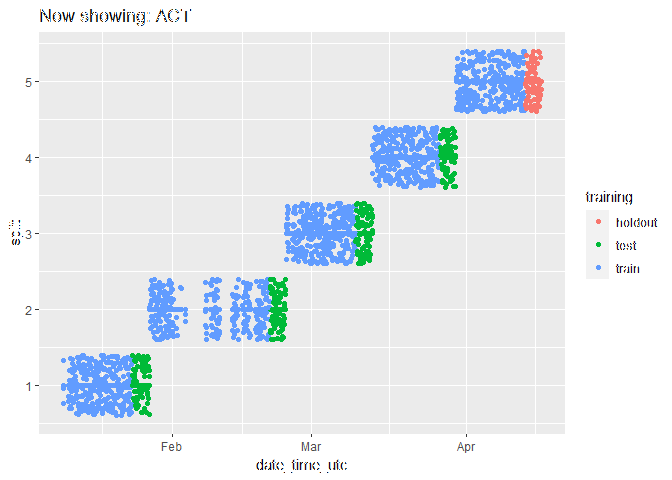 Now showing: ACT
5
4
3
2
1
split
Feb Mar Apr
date_time_utc
training
holdout
test
train